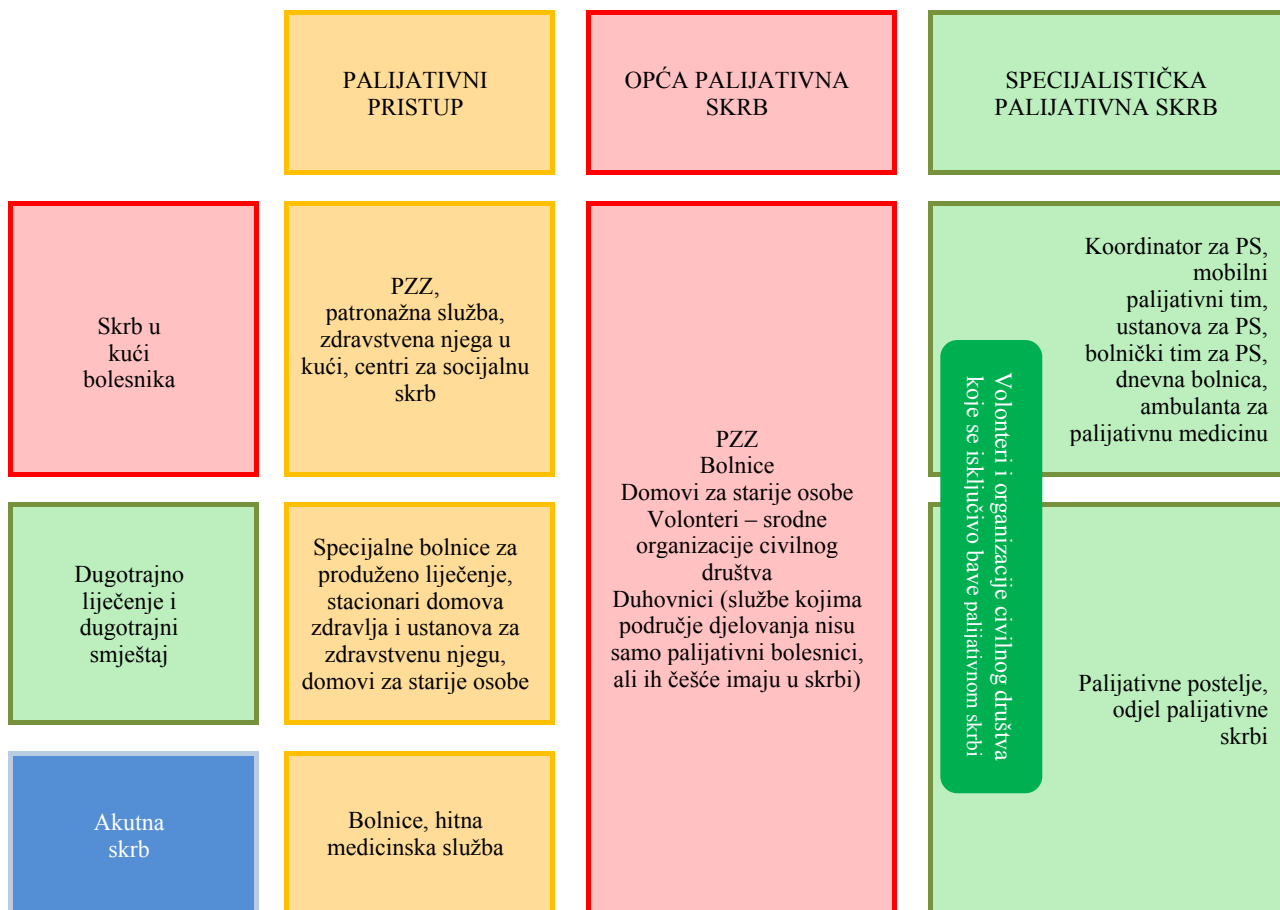 PALIJATIVNI
PRISTUP
OPĆA PALIJATIVNA
SKRB
SPECIJALISTIČKA
PALIJATIVNA SKRB
Skrb u
kući
bolesnika
PZZ,
patronažna služba,
zdravstvena njega u
kući, centri za socijalnu
skrb
PZZ
Bolnice
Domovi za starije osobe
Volonteri – srodne
organizacije civilnog
društva
Duhovnici (službe kojima
područje djelovanja nisu
samo palijativni bolesnici,
ali ih češće imaju u skrbi)
Koordinator za PS,
mobilni
palijativni tim,
ustanova za PS,
bolnički tim za PS,
dnevna bolnica,
ambulanta za
palijativnu medicinu
Volonteri i organizacije civilnog društva
koje se isključivo bave palijativnom skrbi
Dugotrajno
liječenje i
dugotrajni
smještaj
Specijalne bolnice za
produženo liječenje,
stacionari domova
zdravlja i ustanova za
zdravstvenu njegu,
domovi za starije osobe
Palijativne postelje,
odjel palijativne
skrbi
Akutna
skrb
Bolnice, hitna
medicinska služba